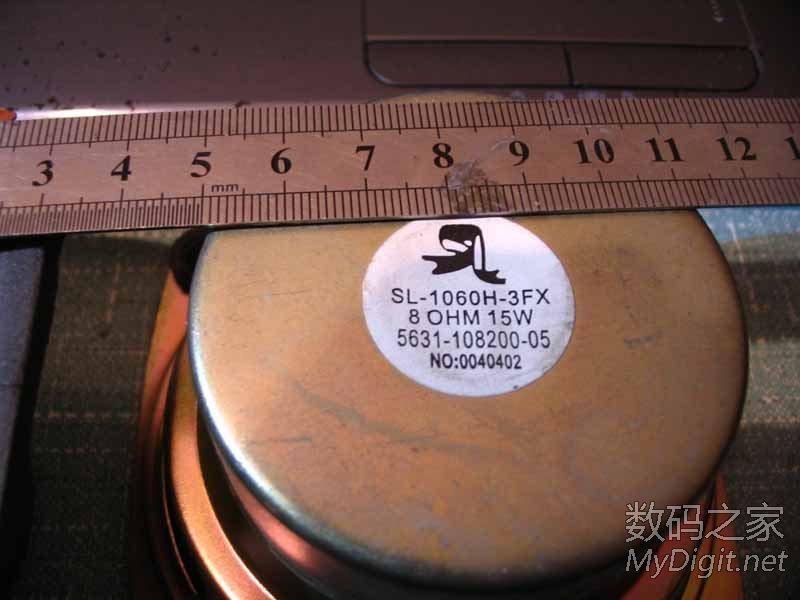 3 4 5 6 7 8 9 10 11 12
mm
SL-1060H-3FX
8 OHM 15W
5631-108200-05
NO:0040402
数码之家
MyDigit.net